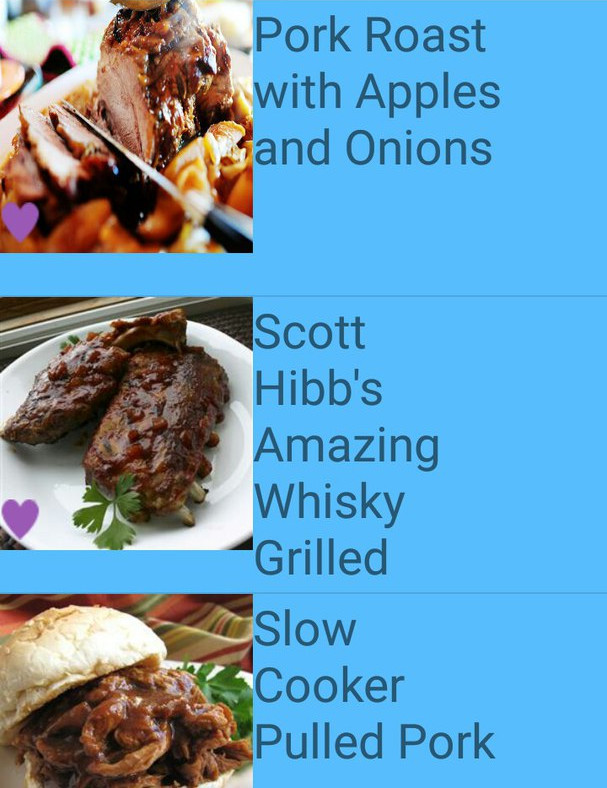 Pork Roast
with Apples
and Onions
Scott
Hibb's
Amazing
Whisky
Grilled
Slow
Cooker
Pulled Pork